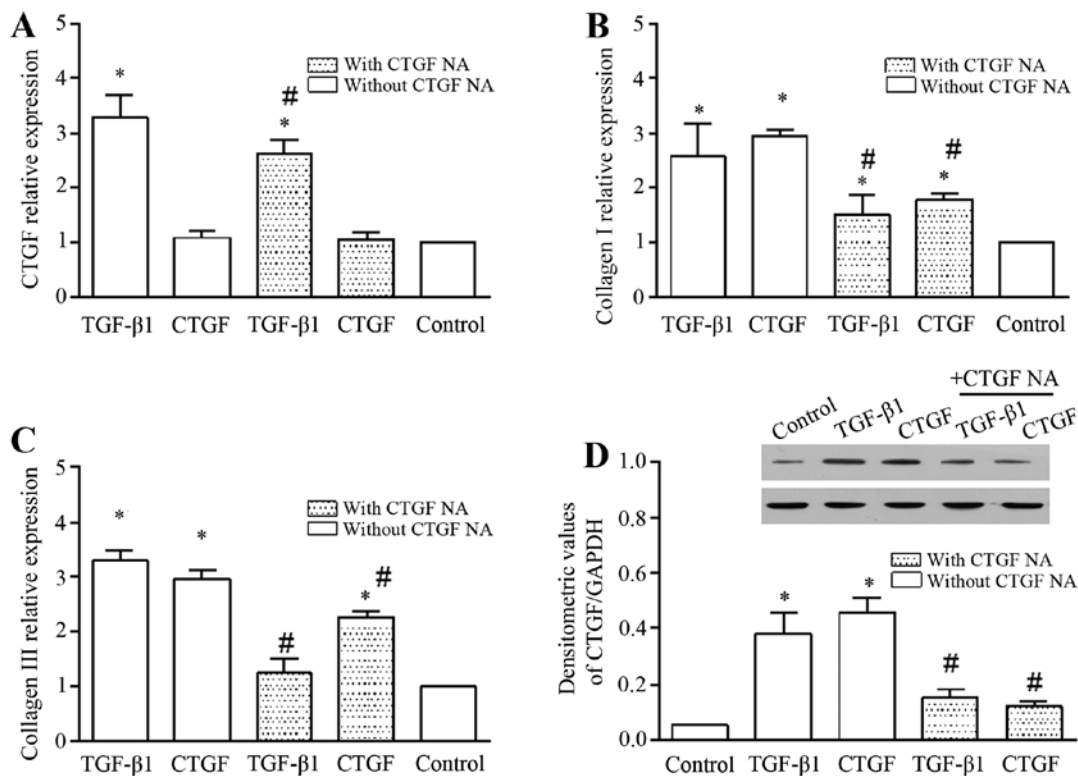 A
CTGF relative expression
5
4
3
2
1
0
With CTGF NA
Without CTGF NA
*
#
*
TGF-β1 CTGF TGF-β1 CTGF Control
B
Collagen I relative expression
5
4
3
2
1
0
With CTGF NA
Without CTGF NA
* *
# #
* *
TGF-β1 CTGF TGF-β1 CTGF Control
C
Collagen III relative expression
5
4
3
2
1
0
With CTGF NA
Without CTGF NA
* *
# * #
TGF-β1 CTGF TGF-β1 CTGF Control
+CTGF NA
Control TGF-β1 CTGF TGF-β1 CTGF
D
Densitometric values
of CTGF/GAPDH
1.0
0.8
0.6
0.4
0.2
0.0
With CTGF NA
Without CTGF NA
* *
# #
Control TGF-β1 CTGF TGF-β1 CTGF